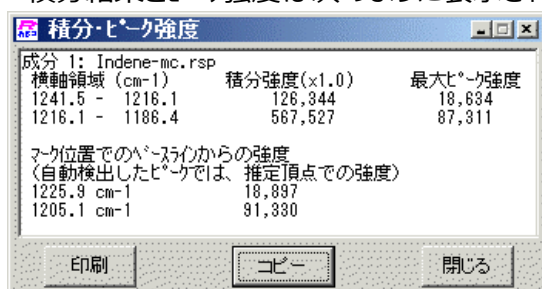 積分・ﾋﾟｰｸ強度
成分 1: Indene-mc.rsp
横軸領域 (cm-1) 積分強度(x1.0) 最大ﾋﾟｰｸ強度
1241.5 - 1216.1 126,344 18,634
1216.1 - 1186.4 567,527 87,311
ﾏｰｸ位置でのﾍﾞｰｽﾗｲﾝからの強度
(自動検出したﾋﾟｰｸでは、推定頂点での強度)
1225.9 cm-1 18,897
1205.1 cm-1 91,330
印刷 コピー 閉じる